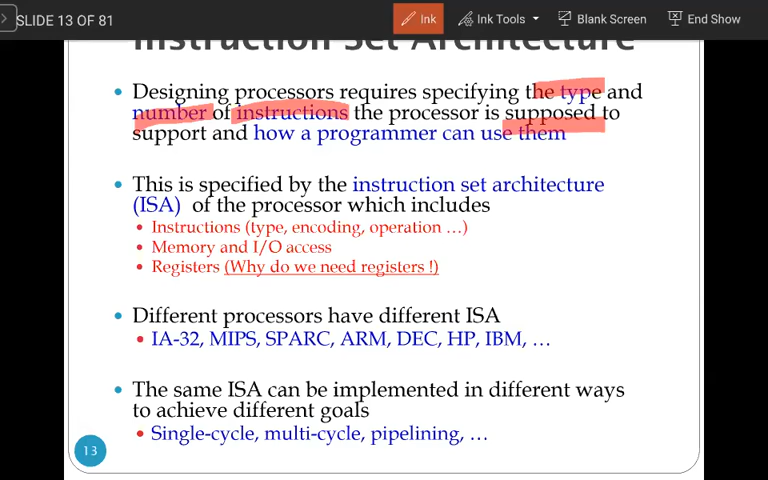 SLIDE 13 OF 81
Ink
Ink Tools
Blank Screen
End Show
Instruction Set Architecture
Designing processors requires specifying the type and
number of instructions the processor is supposed to
support and how a programmer can use them
This is specified by the instruction set architecture
(ISA) of the processor which includes
Instructions (type, encoding, operation …)
Memory and I/O access
Registers (Why do we need registers !)
Different processors have different ISA
IA-32, MIPS, SPARC, ARM, DEC, HP, IBM, …
The same ISA can be implemented in different ways
to achieve different goals
Single-cycle, multi-cycle, pipelining, …
13